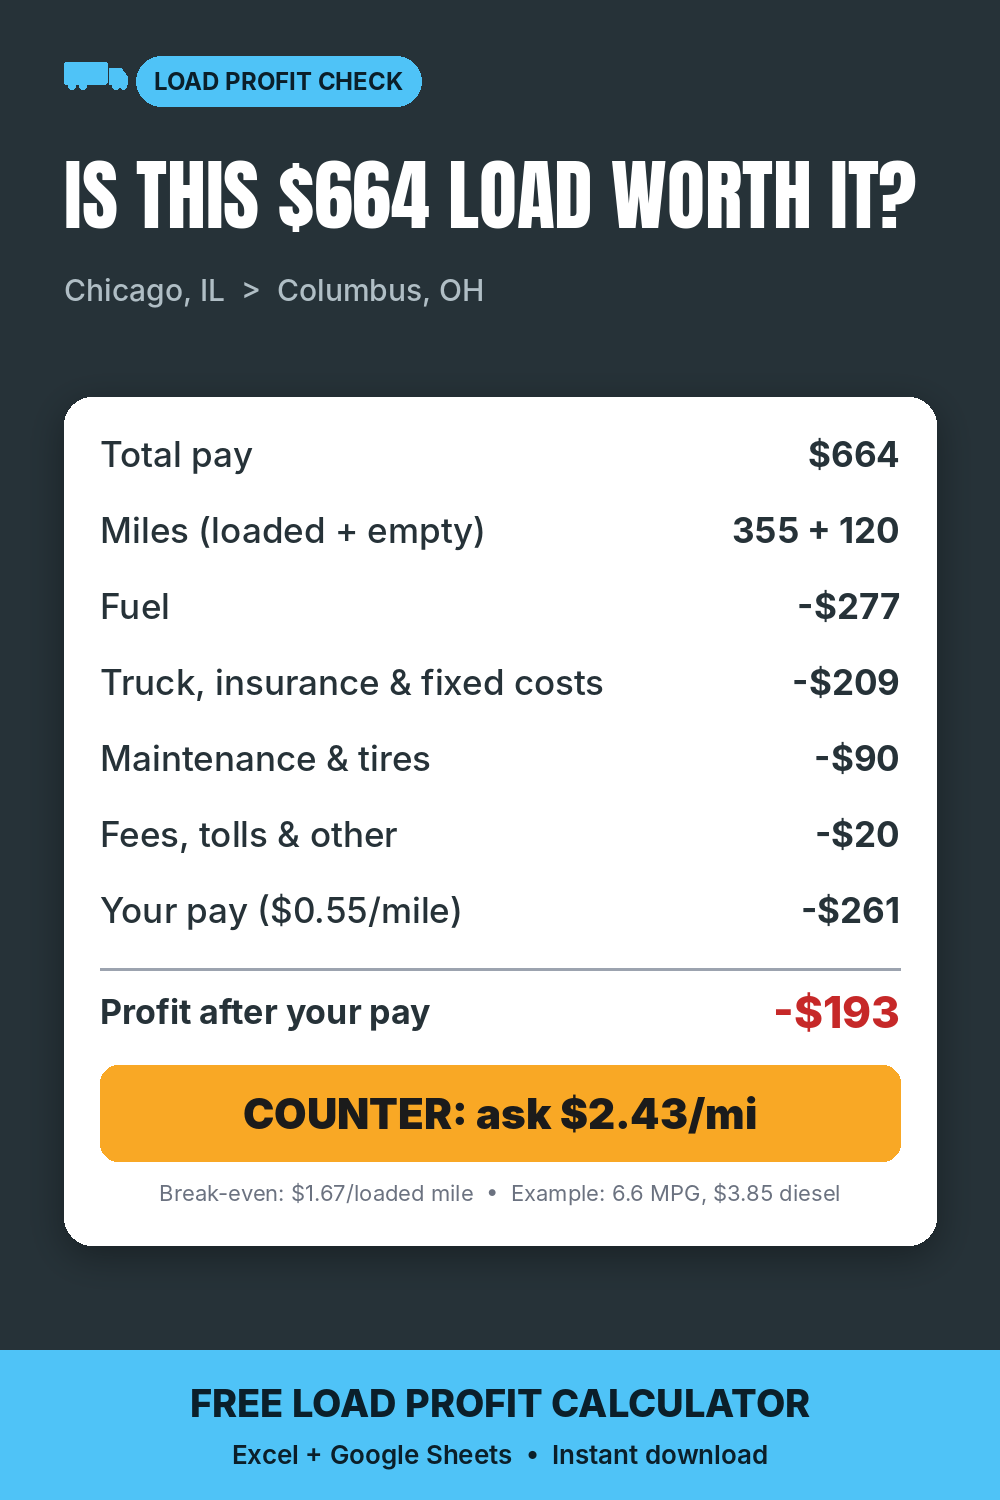 LOAD PROFIT CHECK
IS THIS $664 LOAD WORTH IT?
Chicago, IL > Columbus, OH
Total pay $664
Miles (loaded + empty) 355 + 120
Fuel -$277
Truck, insurance & fixed costs -$209
Maintenance & tires -$90
Fees, tolls & other -$20
Your pay ($0.55/mile) -$261
Profit after your pay -$193
COUNTER: ask $2.43/mi
Break-even: $1.67/loaded mile • Example: 6.6 MPG, $3.85 diesel
FREE LOAD PROFIT CALCULATOR
Excel + Google Sheets • Instant download